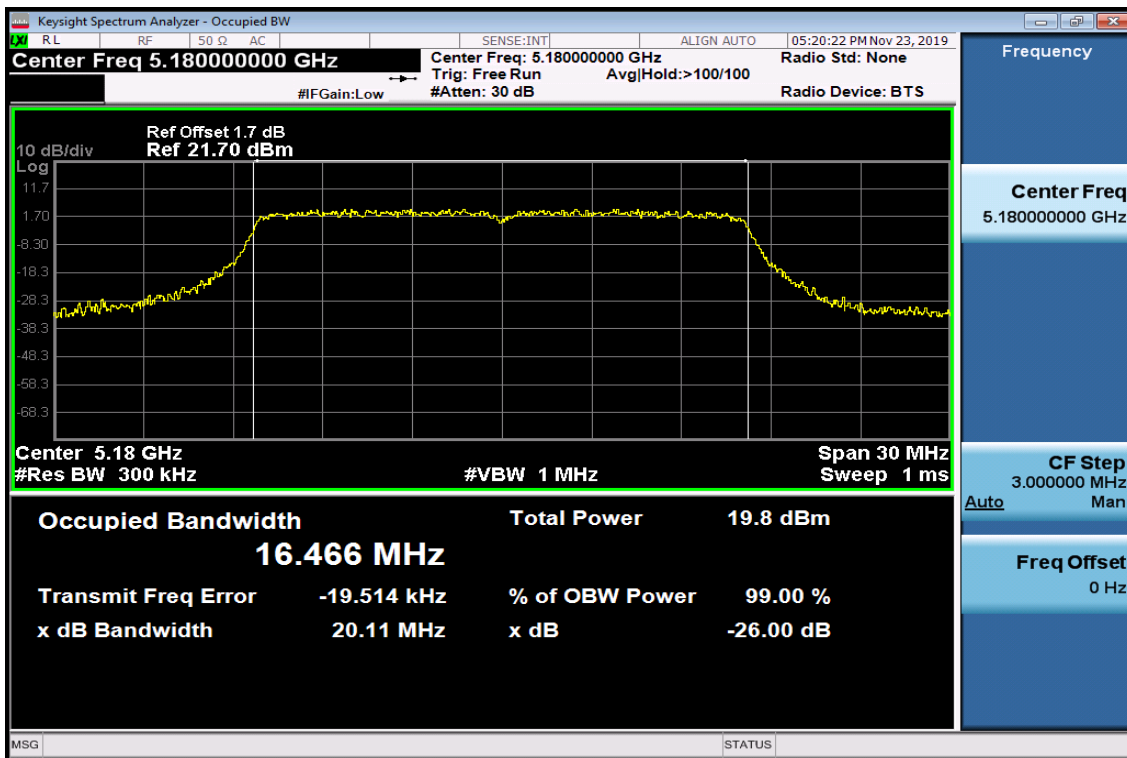 Keysight Spectrum Analyzer - Occupied BW
LXI RL RF 50 Ω AC SENSE:INT ALIGN AUTO 05:20:22 PM Nov 23, 2019
Center Freq 5.180000000 GHz
Center Freq: 5.180000000 GHz
Radio Std: None
Trig: Free Run Avg|Hold:>100/100
#IFGain:Low
#Atten: 30 dB
Radio Device: BTS
Ref Offset 1.7 dB
10 dB/div Ref 21.70 dBm
Log
11.7
1.70
-8.30
-18.3
-28.3
-38.3
-48.3
-58.3
-68.3
Center 5.18 GHz Span 30 MHz
#Res BW 300 kHz #VBW 1 MHz Sweep 1 ms
Occupied Bandwidth Total Power 19.8 dBm
16.466 MHz
Transmit Freq Error -19.514 kHz % of OBW Power 99.00 %
x dB Bandwidth 20.11 MHz x dB -26.00 dB
MSG STATUS
Frequency
Center Freq
5.180000000 GHz
CF Step
3.000000 MHz
Auto Man
Freq Offset
0 Hz